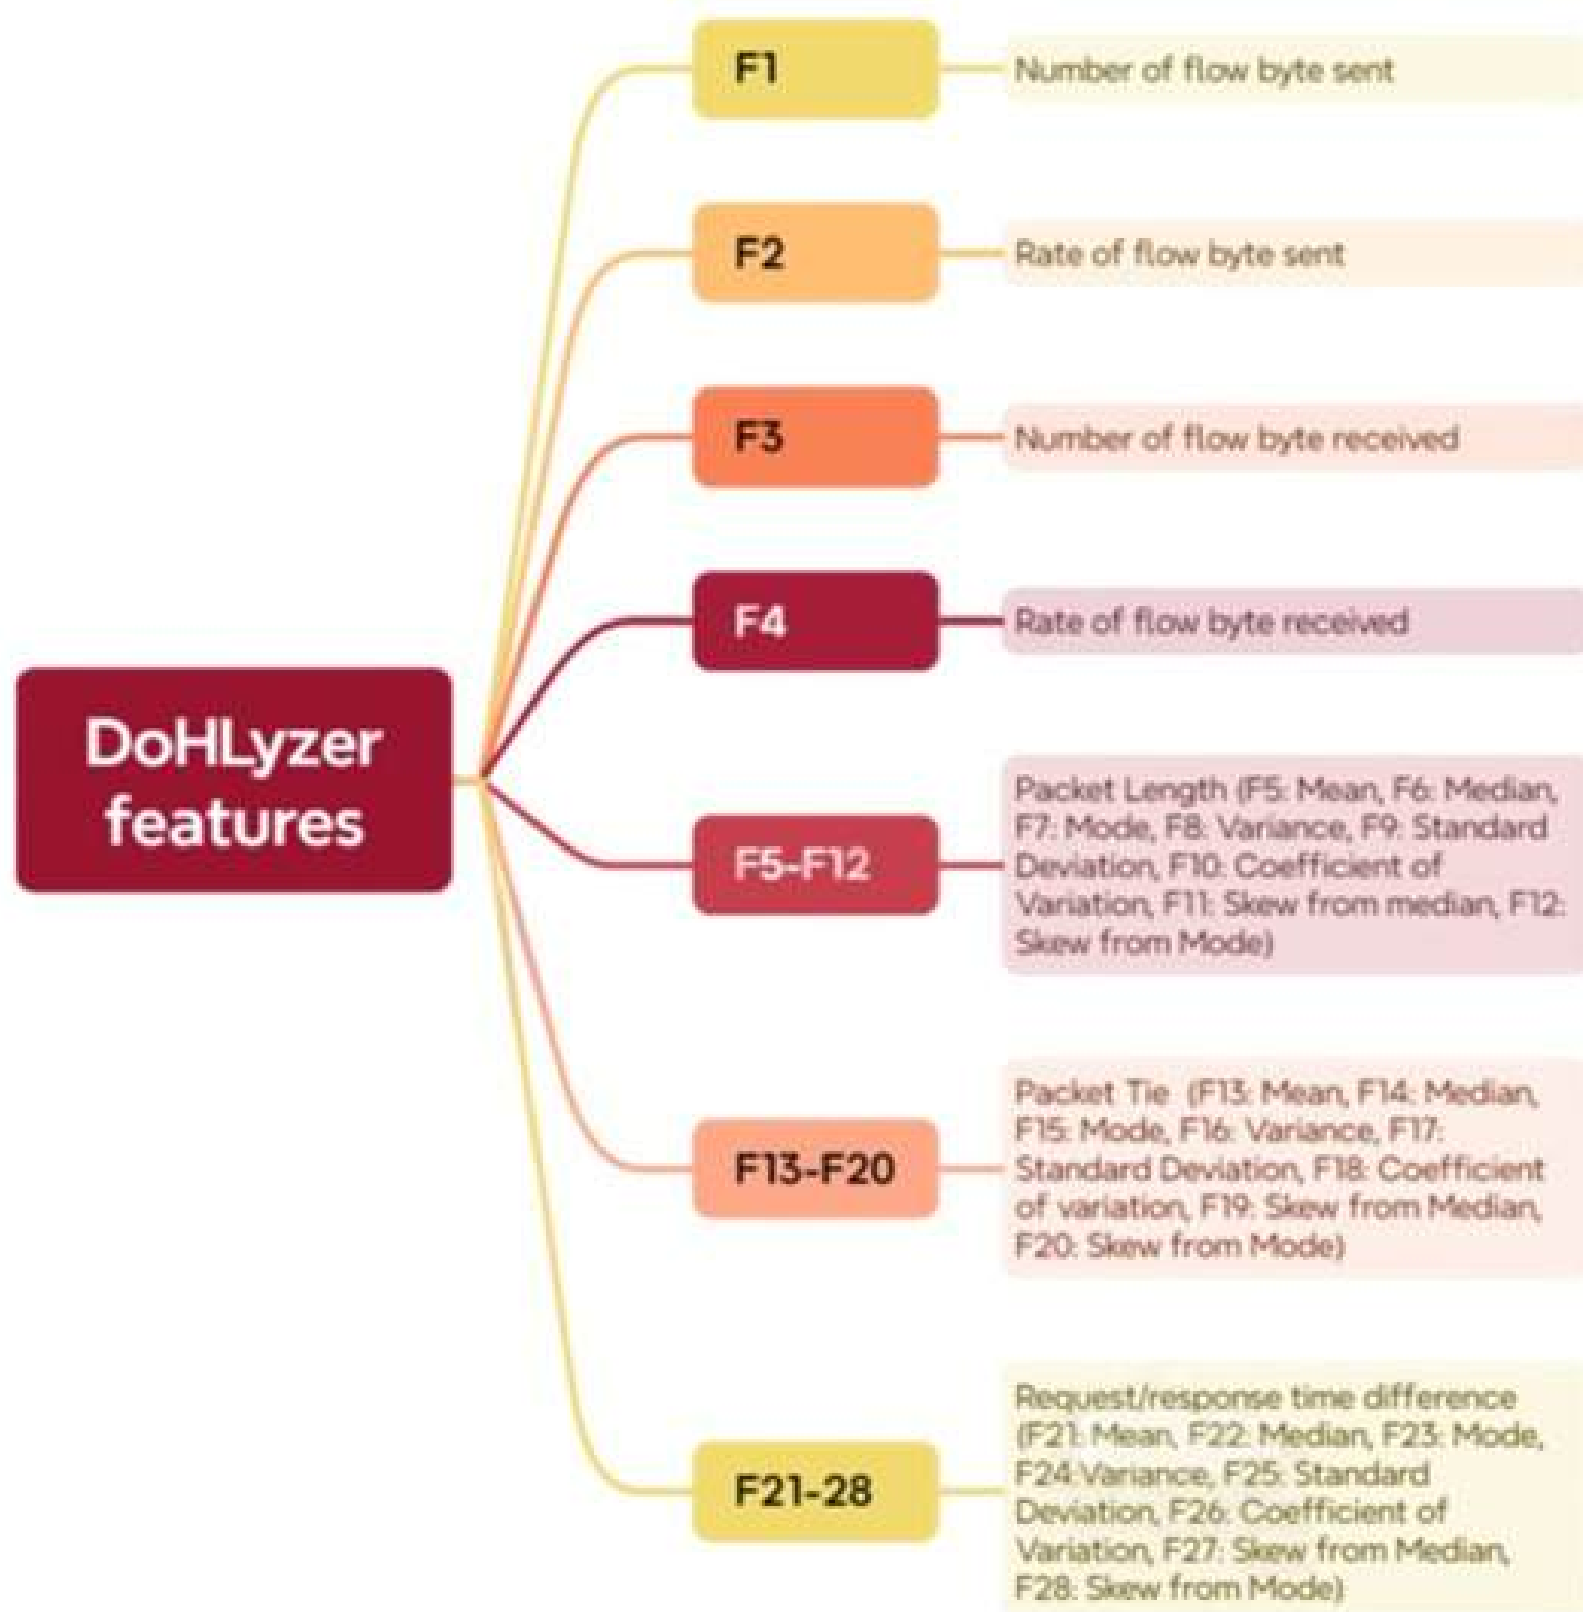 F1
Number of flow byte sent
F2
Rate of flow byte sent
F3
Number of flow byte received
F4
Rate of flow byte received
DoHLyzer
features
F5-F12
Packet Length (F5: Mean, F6: Median,
F7: Mode, F8: Variance, F9: Standard
Deviation, F10: Coefficient of
Variation, F11: Skew from median, F12:
Skew from Mode)
F13-F20
Packet Tie (F13: Mean, F14: Median,
F15: Mode, F16: Variance, F17:
Standard Deviation, F18: Coefficient
of variation, F19: Skew from Median,
F20: Skew from Mode)
F21-28
Request/response time difference
(F21: Mean, F22: Median, F23: Mode,
F24:Variance, F25: Standard
Deviation, F26: Coefficient of
Variation, F27: Skew from Median,
F28: Skew from Mode)